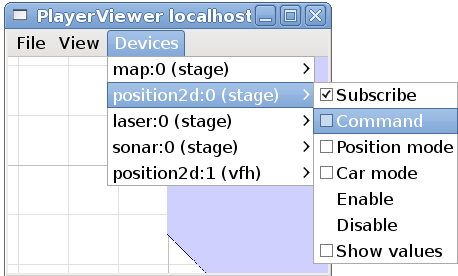 PlayerViewer localhost
File View Devices
map:0 (stage)
position2d:0 (stage)
laser:0 (stage)
sonar:0 (stage)
position2d:1 (vfh)
Subscribe
Command
Position mode
Car mode
Enable
Disable
Show values